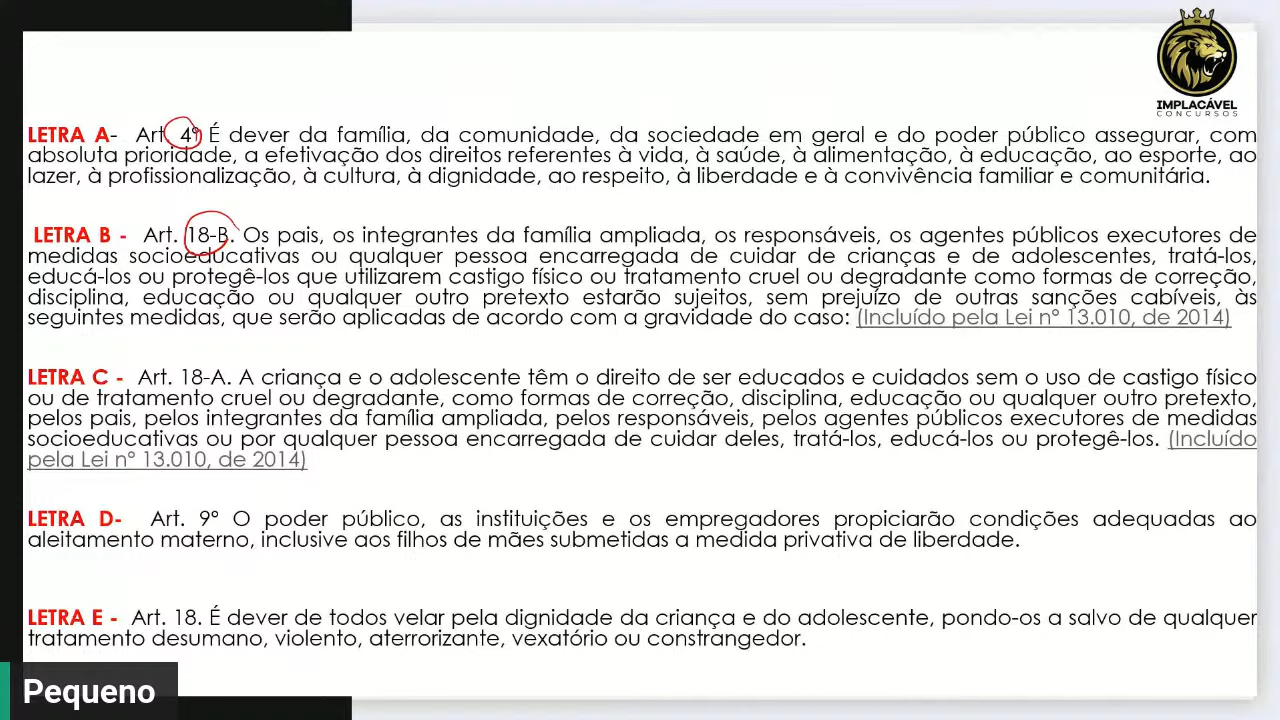 IMPLACÁVEL
CONCURSOS
LETRA A- Art. 4º É dever da família, da comunidade, da sociedade em geral e do poder público assegurar, com
absoluta prioridade, a efetivação dos direitos referentes à vida, à saúde, à alimentação, à educação, ao esporte, ao
lazer, à profissionalização, à cultura, à dignidade, ao respeito, à liberdade e à convivência familiar e comunitária.
LETRA B - Art. 18-B. Os pais, os integrantes da família ampliada, os responsáveis, os agentes públicos executores de
medidas socioeducativas ou qualquer pessoa encarregada de cuidar de crianças e de adolescentes, tratá-los,
educá-los ou protegê-los que utilizarem castigo físico ou tratamento cruel ou degradante como formas de correção,
disciplina, educação ou qualquer outro pretexto estarão sujeitos, sem prejuízo de outras sanções cabíveis, às
seguintes medidas, que serão aplicadas de acordo com a gravidade do caso: (Incluído pela Lei nº 13.010, de 2014)
LETRA C - Art. 18-A. A criança e o adolescente têm o direito de ser educados e cuidados sem o uso de castigo físico
ou de tratamento cruel ou degradante, como formas de correção, disciplina, educação ou qualquer outro pretexto,
pelos pais, pelos integrantes da família ampliada, pelos responsáveis, pelos agentes públicos executores de medidas
socioeducativas ou por qualquer pessoa encarregada de cuidar deles, tratá-los, educá-los ou protegê-los. (Incluído
pela Lei nº 13.010, de 2014)
LETRA D- Art. 9º O poder público, as instituições e os empregadores propiciarão condições adequadas ao
aleitamento materno, inclusive aos filhos de mães submetidas a medida privativa de liberdade.
LETRA E - Art. 18. É dever de todos velar pela dignidade da criança e do adolescente, pondo-os a salvo de qualquer
tratamento desumano, violento, aterrorizante, vexatório ou constrangedor.
Pequeno